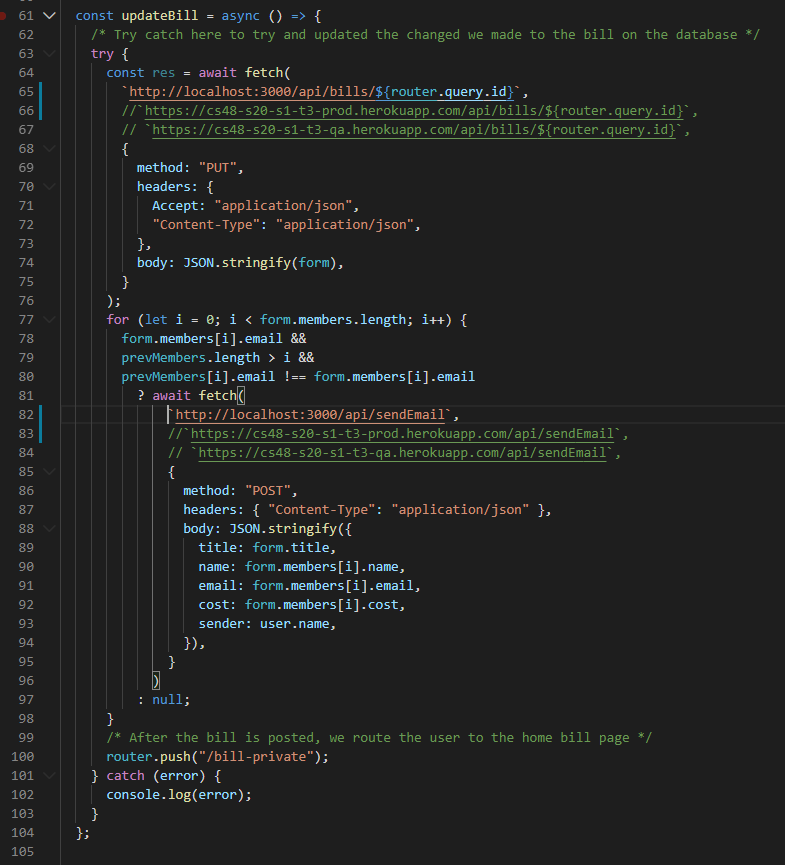 61 const updateBill = async () => {
62 /* Try catch here to try and updated the changed we made to the bill on the database */
63 try {
64 const res = await fetch(
65 `http://localhost:3000/api/bills/${router.query.id}`,
66 //`https://cs48-s20-s1-t3-prod.herokuapp.com/api/bills/${router.query.id}`,
67 // `https://cs48-s20-s1-t3-qa.herokuapp.com/api/bills/${router.query.id}`,
68 {
69 method: "PUT",
70 headers: {
71 Accept: "application/json",
72 "Content-Type": "application/json",
73 },
74 body: JSON.stringify(form),
75 }
76 );
77 for (let i = 0; i < form.members.length; i++) {
78 form.members[i].email &&
79 prevMembers.length > i &&
80 prevMembers[i].email !== form.members[i].email
81 ? await fetch(
82 `http://localhost:3000/api/sendEmail`,
83 //`https://cs48-s20-s1-t3-prod.herokuapp.com/api/sendEmail`,
84 // `https://cs48-s20-s1-t3-qa.herokuapp.com/api/sendEmail`,
85 {
86 method: "POST",
87 headers: { "Content-Type": "application/json" },
88 body: JSON.stringify({
89 title: form.title,
90 name: form.members[i].name,
91 email: form.members[i].email,
92 cost: form.members[i].cost,
93 sender: user.name,
94 }),
95 }
96 )
97 : null;
98 }
99 /* After the bill is posted, we route the user to the home bill page */
100 router.push("/bill-private");
101 } catch (error) {
102 console.log(error);
103 }
104 };
105